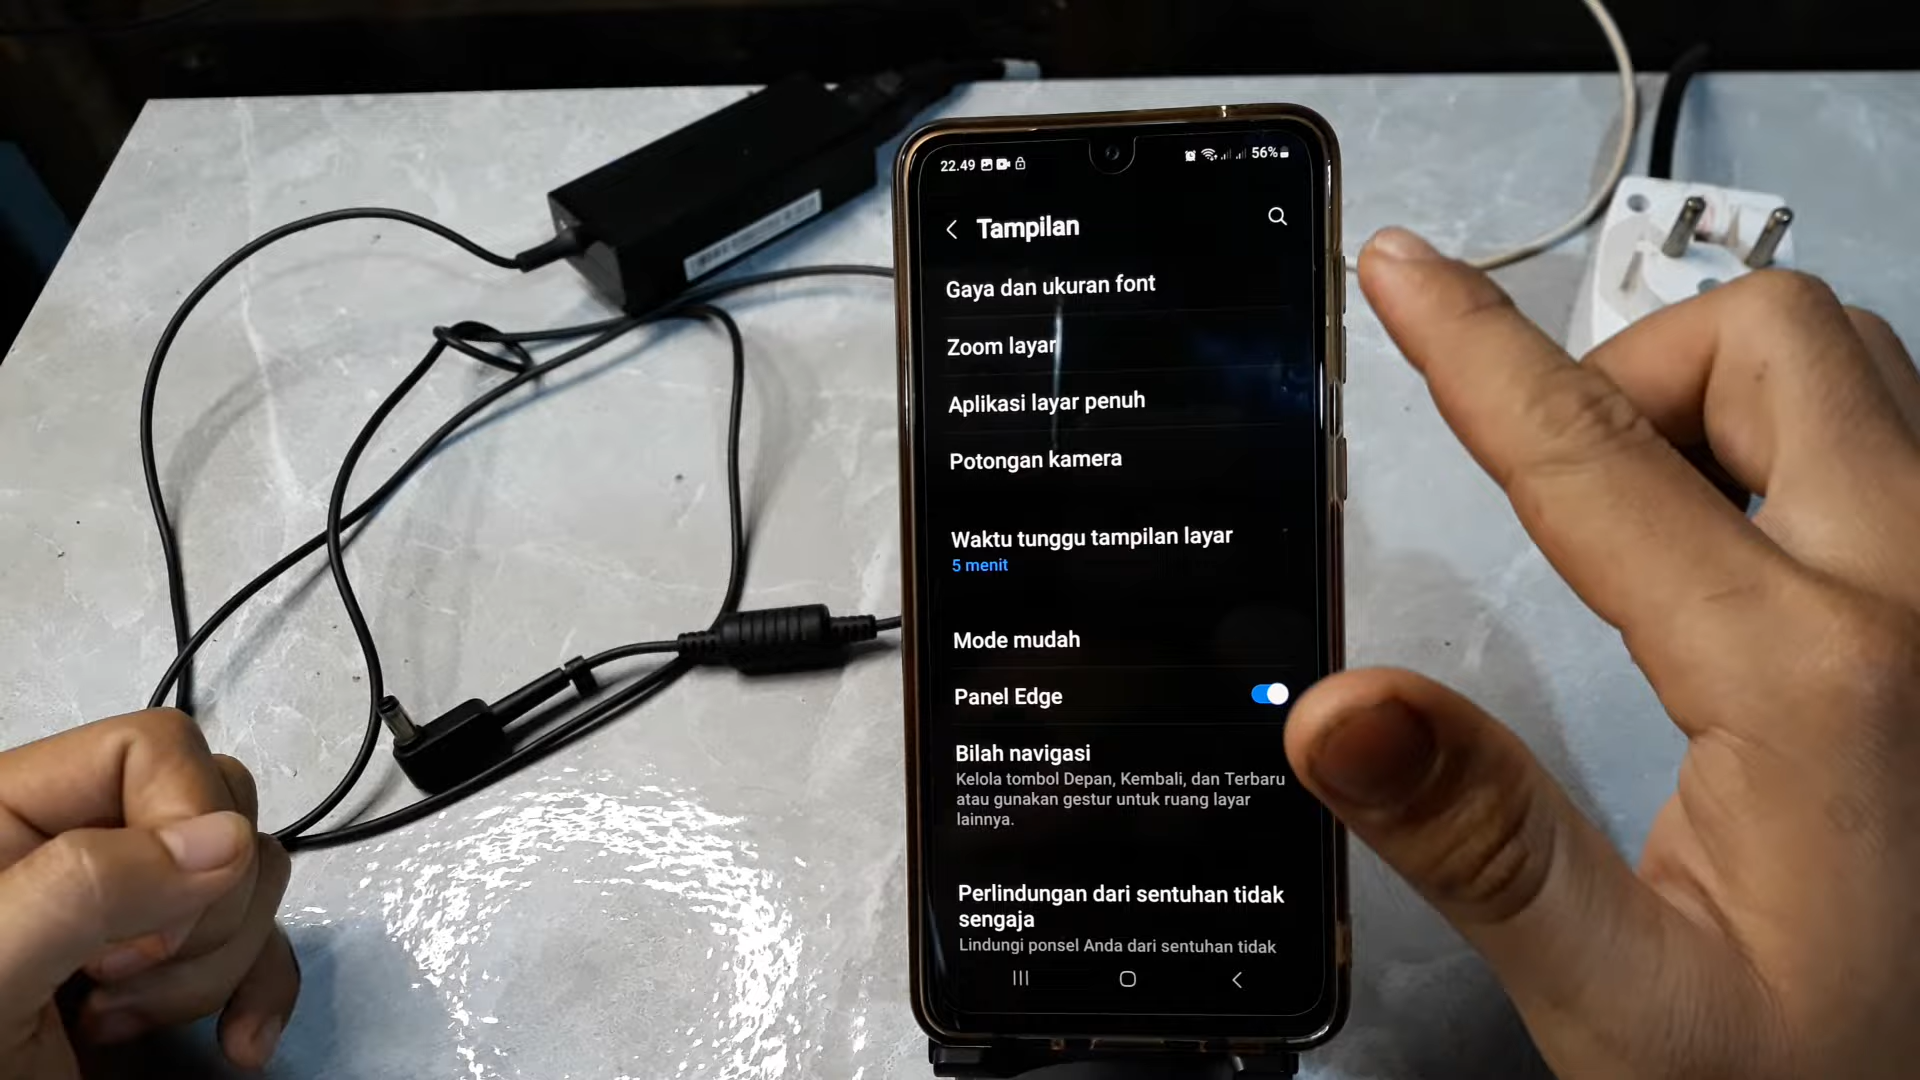 22.49
56%
Tampilan
Gaya dan ukuran font
Zoom layar
Aplikasi layar penuh
Potongan kamera
Waktu tunggu tampilan layar
5 menit
Mode mudah
Panel Edge
Bilah navigasi
Kelola tombol Depan, Kembali, dan Terbaru
atau gunakan gestur untuk ruang layar
lainnya.
Perlindungan dari sentuhan tidak
sengaja
Lindungi ponsel Anda dari sentuhan tidak